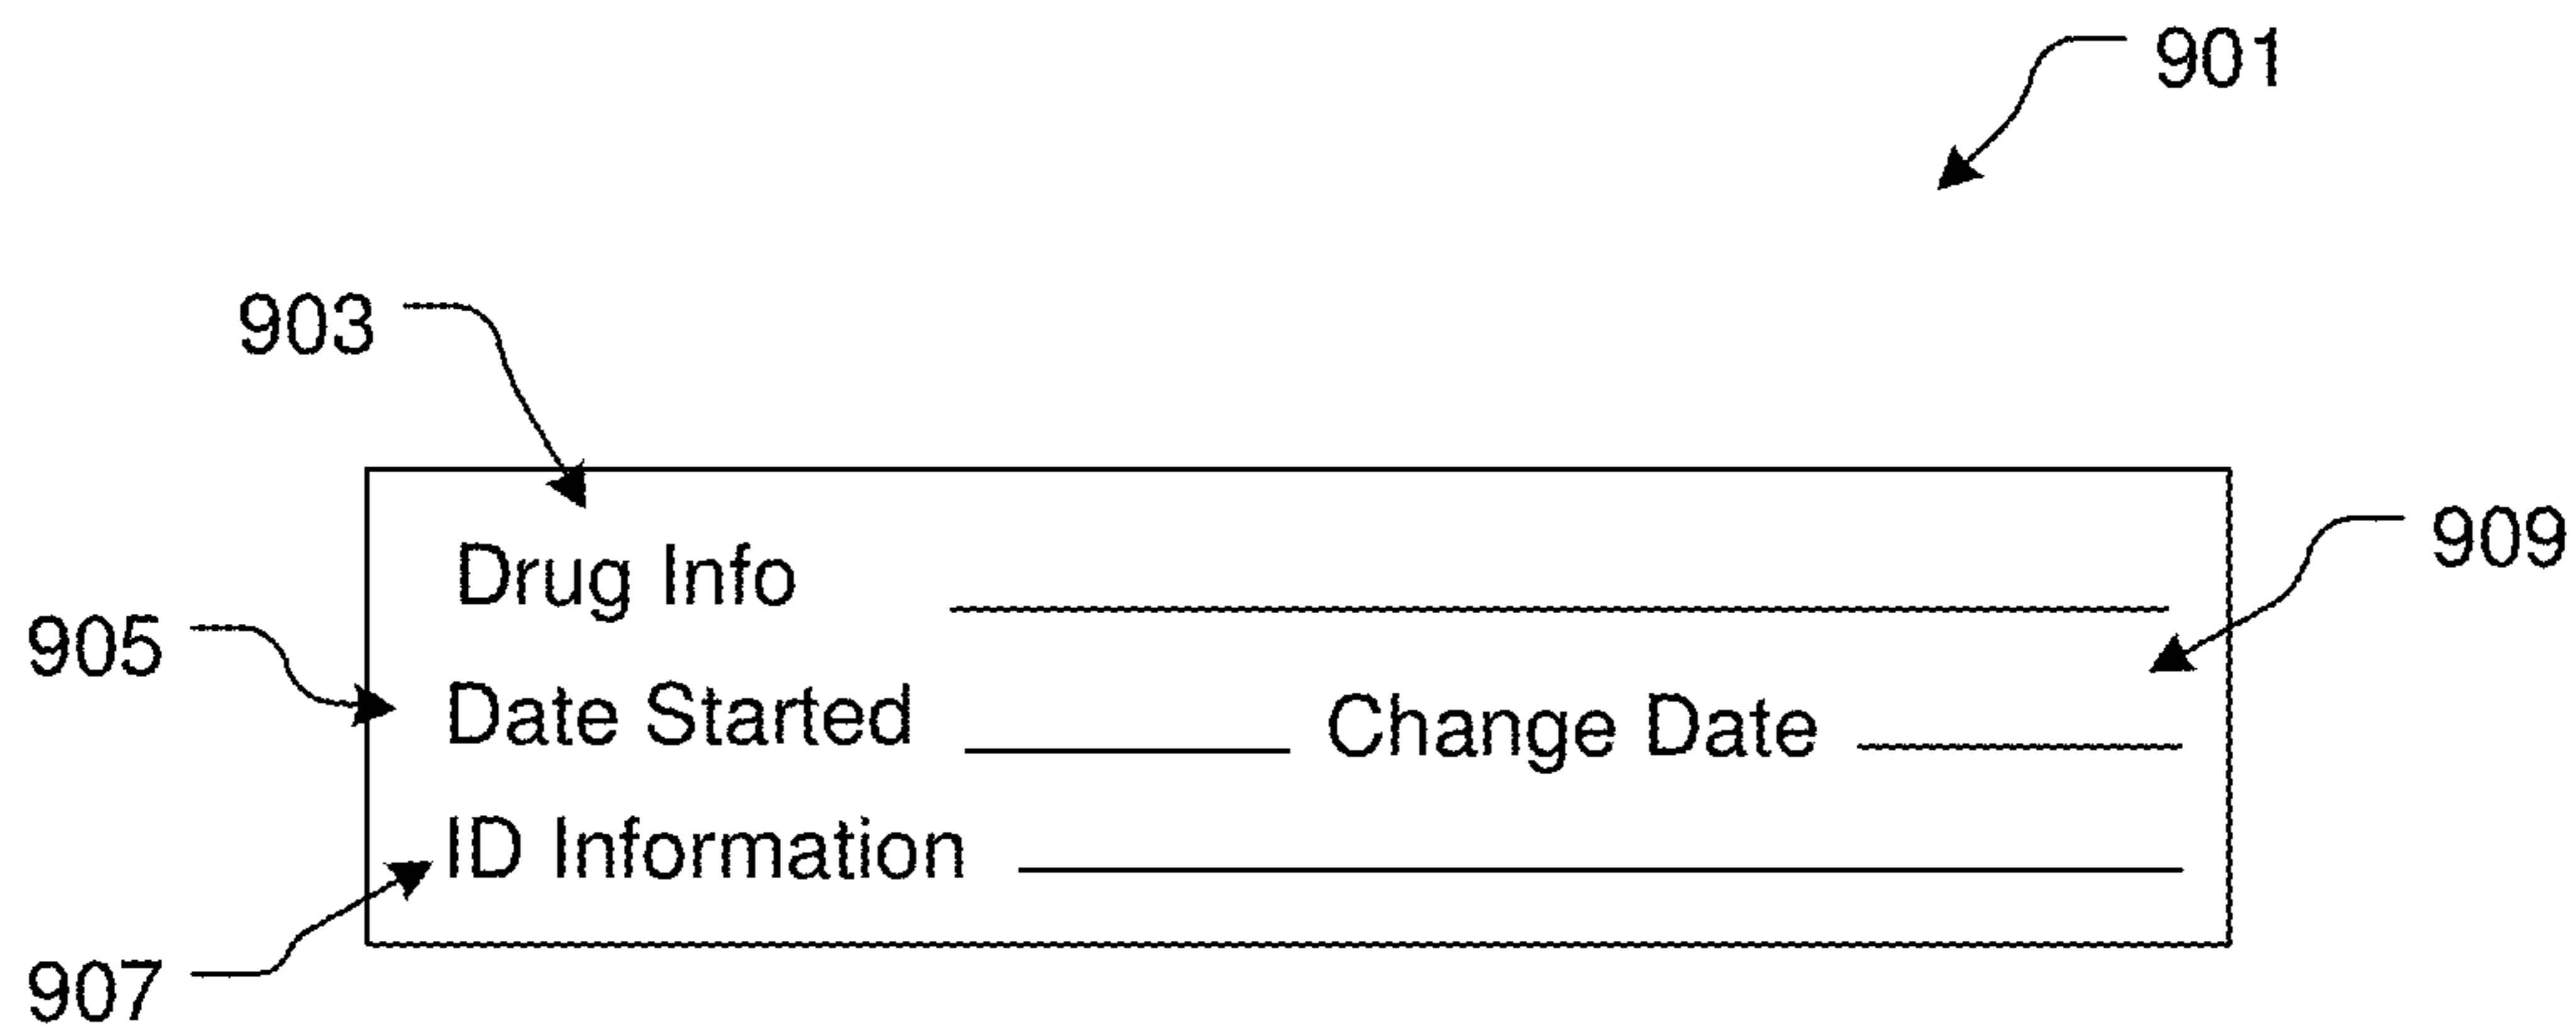 901
903
Drug Info
909
905
Date Started Change Date
ID Information
907